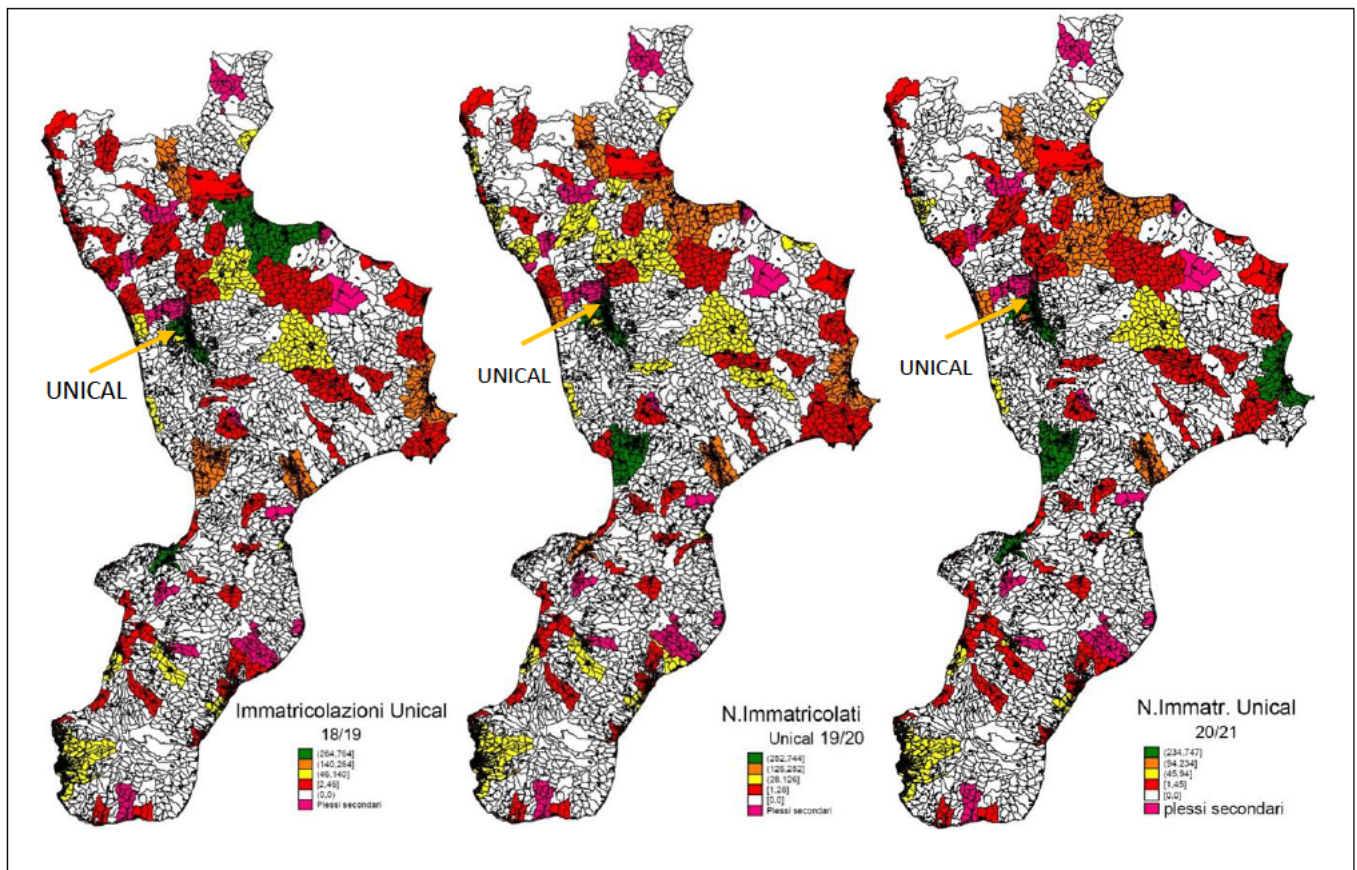 UNICAL
Immatricolazioni Unical
18/19
(264,764]
(140,264]
(46,140]
[2,46]
(0,0)
Plessi secondari
UNICAL
N.Immatricolati
Unical 19/20
(252,744]
(126,252]
(28,126]
[1,28]
[0,0]
Plessi secondari
UNICAL
N.Immatr. Unical
20/21
(234,747]
(94,234]
(45,94]
[1,45]
[0,0]
plessi secondari